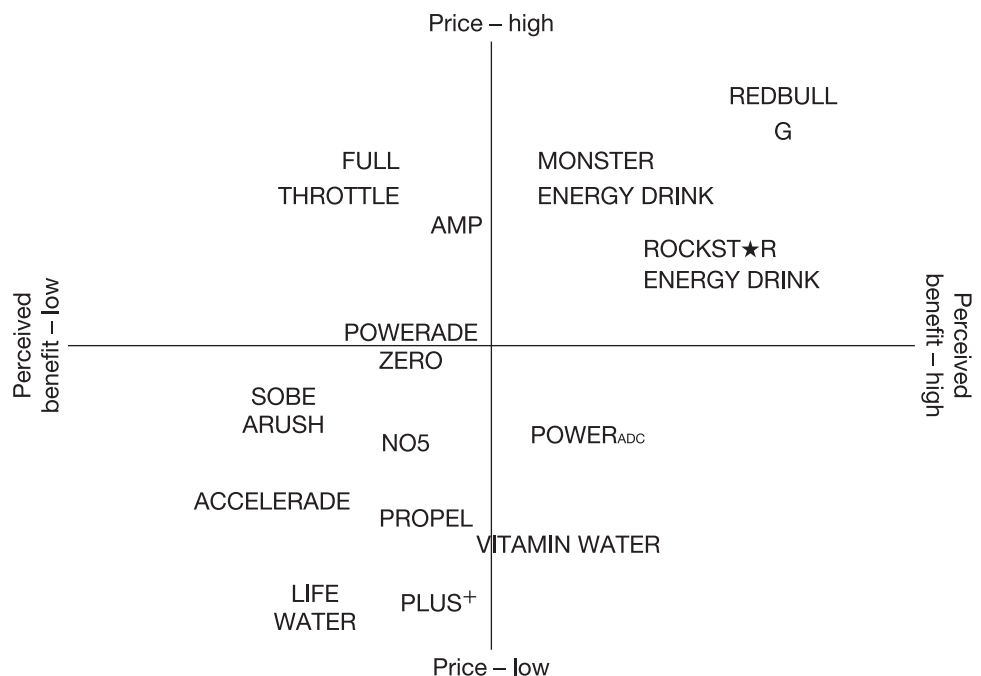 Price – high
REDBULL
G
FULL
THROTTLE
MONSTER
ENERGY DRINK
AMP
ROCKST★R
ENERGY DRINK
Perceived
benefit – low
Perceived
benefit – high
POWERADE
ZERO
SOBE
ARUSH
NO5
POWERADC
ACCELERADE
PROPEL
VITAMIN WATER
LIFE
WATER
PLUS+
Price – low